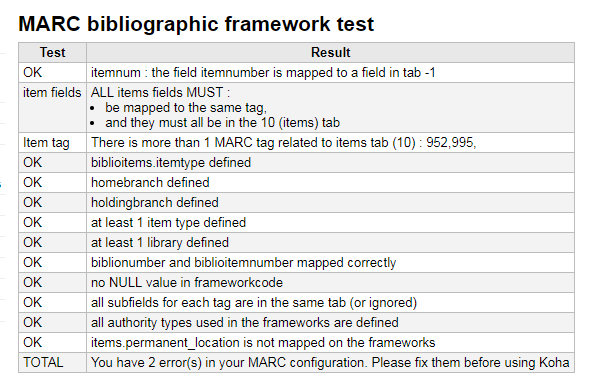 MARC bibliographic framework test
Test Result
OK itemnum : the field itemnumber is mapped to a field in tab -1
item fields ALL items fields MUST :
• be mapped to the same tag,
• and they must all be in the 10 (items) tab
Item tag There is more than 1 MARC tag related to items tab (10) : 952,995,
OK biblioitems.itemtype defined
OK homebranch defined
OK holdingbranch defined
OK at least 1 item type defined
OK at least 1 library defined
OK biblionumber and biblioitemnumber mapped correctly
OK no NULL value in frameworkcode
OK all subfields for each tag are in the same tab (or ignored)
OK all authority types used in the frameworks are defined
OK items.permanent_location is not mapped on the frameworks
TOTAL You have 2 error(s) in your MARC configuration. Please fix them before using Koha